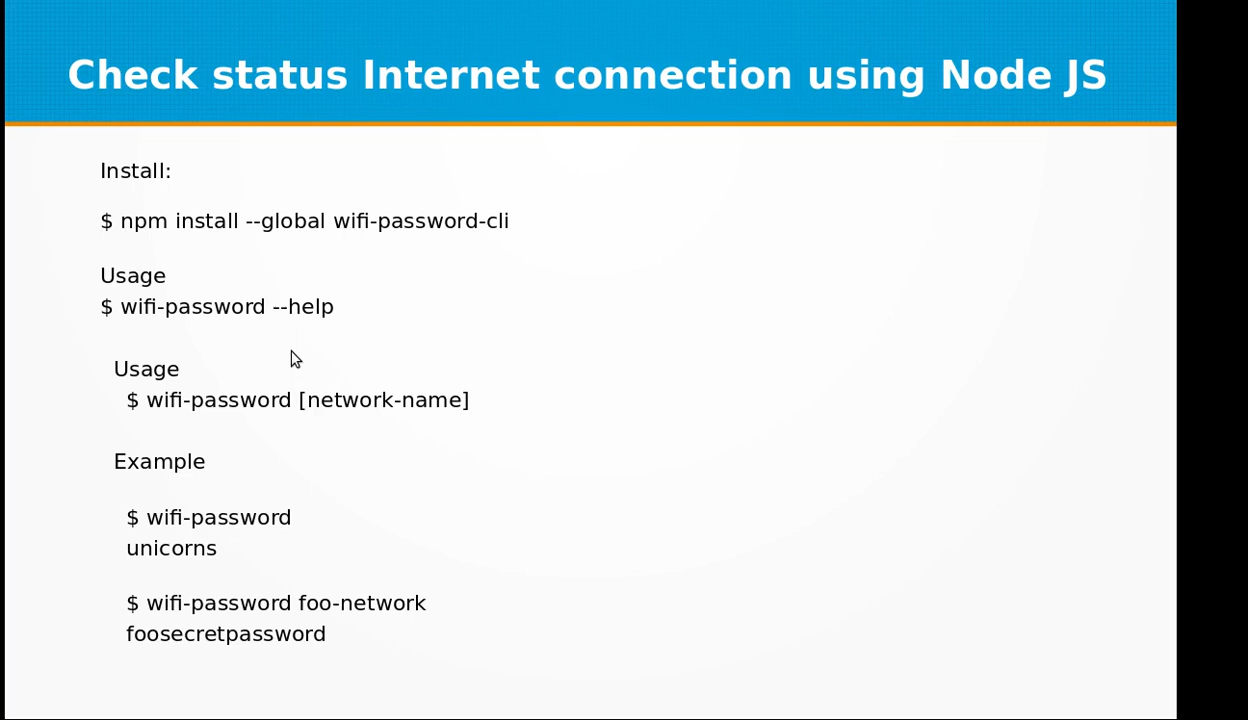 Check status Internet connection using Node JS
Install:
$ npm install --global wifi-password-cli
Usage
$ wifi-password --help
Usage
$ wifi-password [network-name]
Example
$ wifi-password
unicorns
$ wifi-password foo-network
foosecretpassword